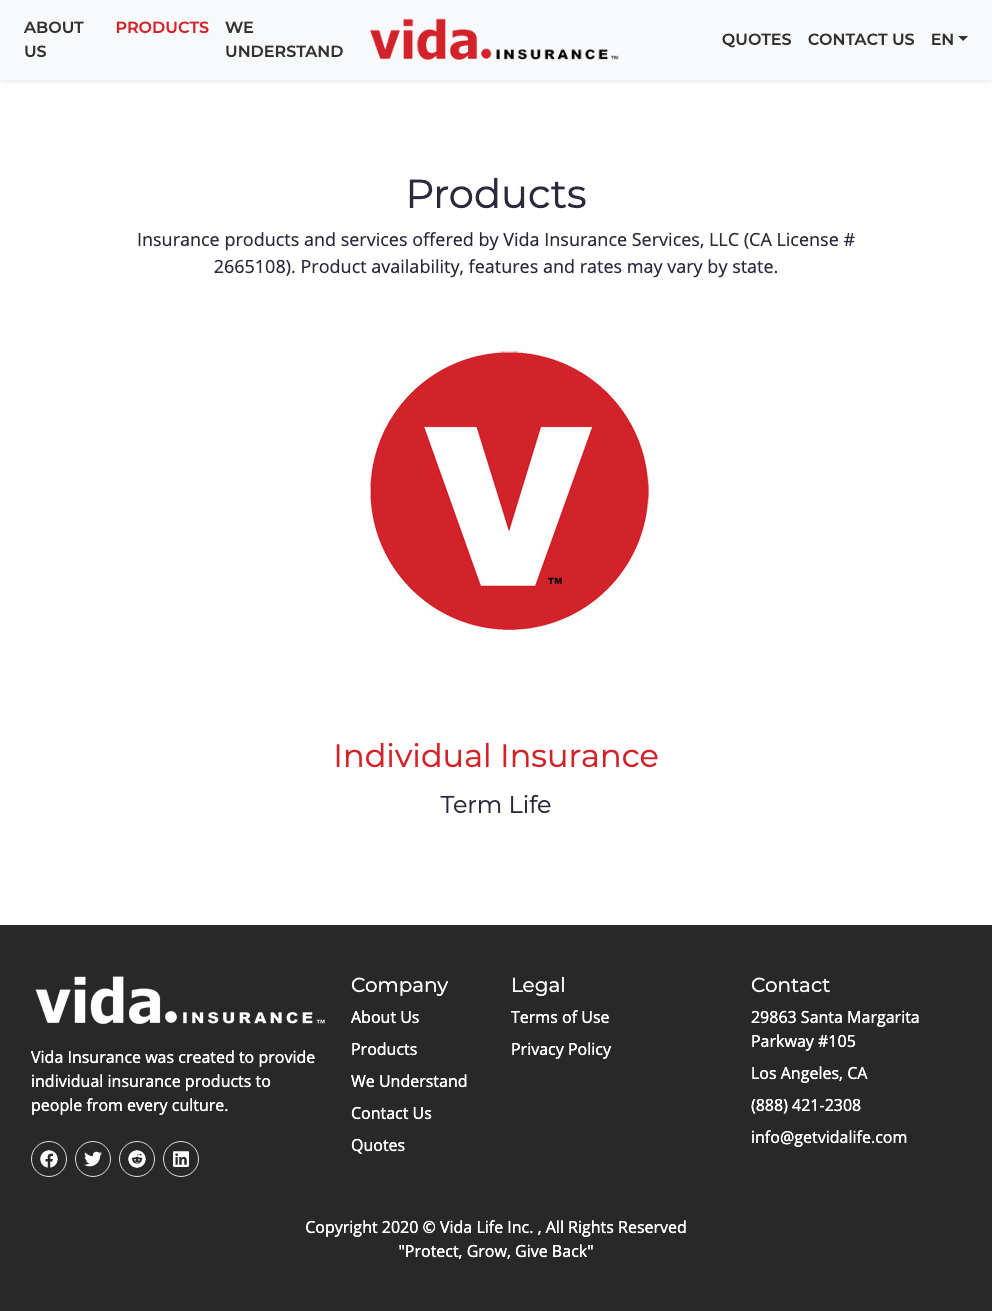 ABOUT US
PRODUCTS
WE UNDERSTAND
vida.INSURANCE™
QUOTES
CONTACT US
EN
Products
Insurance products and services offered by Vida Insurance Services, LLC (CA License #
2665108). Product availability, features and rates may vary by state.
V™
Individual Insurance
Term Life
vida.INSURANCE™
Vida Insurance was created to provide
individual insurance products to
people from every culture.
Company
About Us
Products
We Understand
Contact Us
Quotes
Legal
Terms of Use
Privacy Policy
Contact
29863 Santa Margarita
Parkway #105
Los Angeles, CA
(888) 421-2308
info@getvidalife.com
Copyright 2020 © Vida Life Inc. , All Rights Reserved
"Protect, Grow, Give Back"